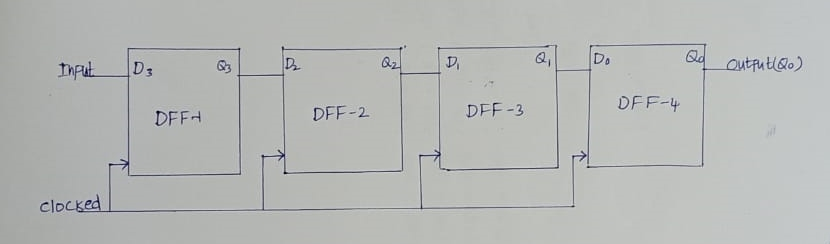 Input
D3
Q3
DFF-1
D2
Q2
DFF-2
D1
Q1
DFF-3
D0
Q0
DFF-4
Output(Q0)
Clocked